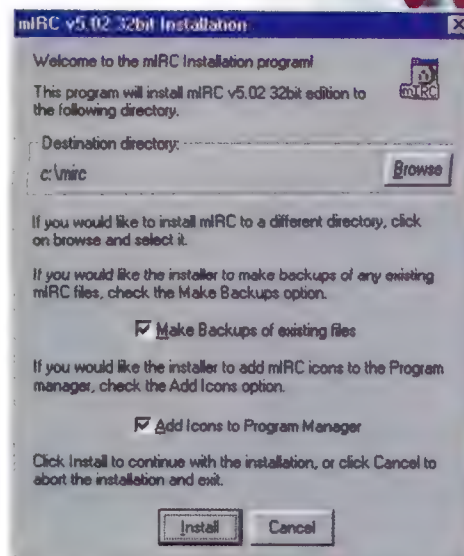 mIRC v5.02 32bit Installation
Welcome to the mIRC Installation program!
mIRC
This program will install mIRC v5.02 32bit edition to
the following directory.
Destination directory:
c:\mirc
Browse
If you would like to install mIRC to a different directory, click
on browse and select it.
If you would like the installer to make backups of any existing
mIRC files, check the Make Backups option.
Make Backups of existing files
If you would like the installer to add mIRC icons to the Program
manager, check the Add Icons option.
Add Icons to Program Manager
Click Install to continue with the installation, or click Cancel to
abort the installation and exit.
Install
Cancel